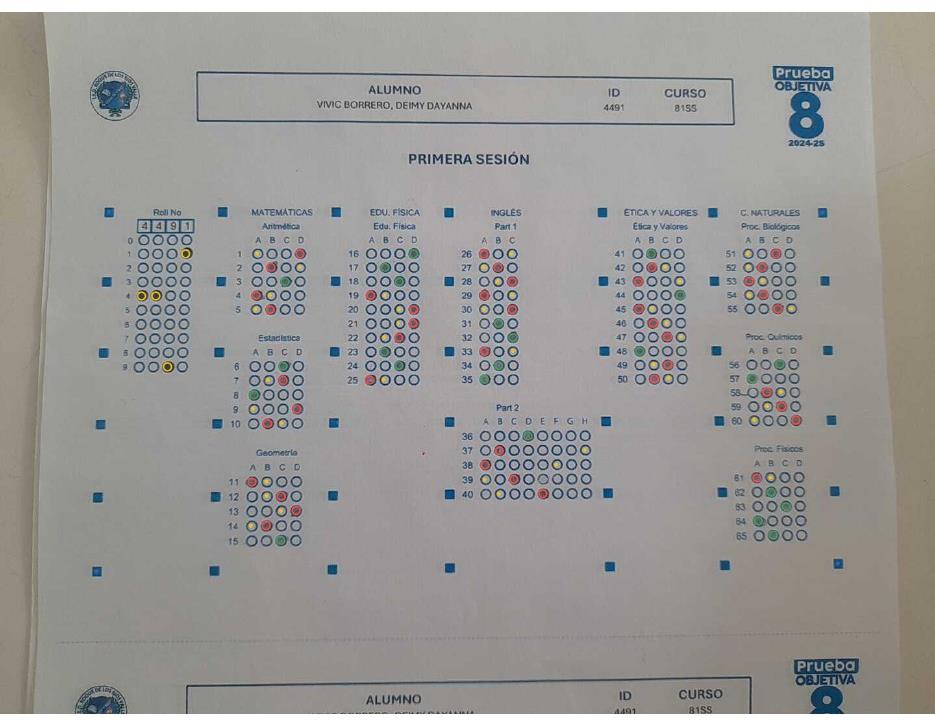 ALUMNO
VIVIC BORRERO, DEIMY DAYANNA
ID
4491
CURSO
81SS
Prueba
OBJETIVA
8
2024-25
PRIMERA SESIÓN
Roll No
4 4 9 1
0
1
2
3
4
5
6
7
8
9
MATEMÁTICAS
Aritmética
A B C D
1
2
3
4
5
Estadística
A B C D
6
7
8
9
10
Geometría
A B C D
11
12
13
14
15
EDU. FÍSICA
Edu. Física
A B C D
16
17
18
19
20
21
22
23
24
25
INGLÉS
Part 1
A B C
26
27
28
29
30
31
32
33
34
35
Part 2
A B C D E F G H
36
37
38
39
40
ÉTICA Y VALORES
Ética y Valores
A B C D
41
42
43
44
45
46
47
48
49
50
C. NATURALES
Proc. Biológicos
A B C D
51
52
53
54
55
Proc. Químicos
A B C D
56
57
58
59
60
Proc. Físicos
A B C D
61
62
63
64
65
ALUMNO
ID
4491
CURSO
81SS
Prueba
OBJETIVA
8